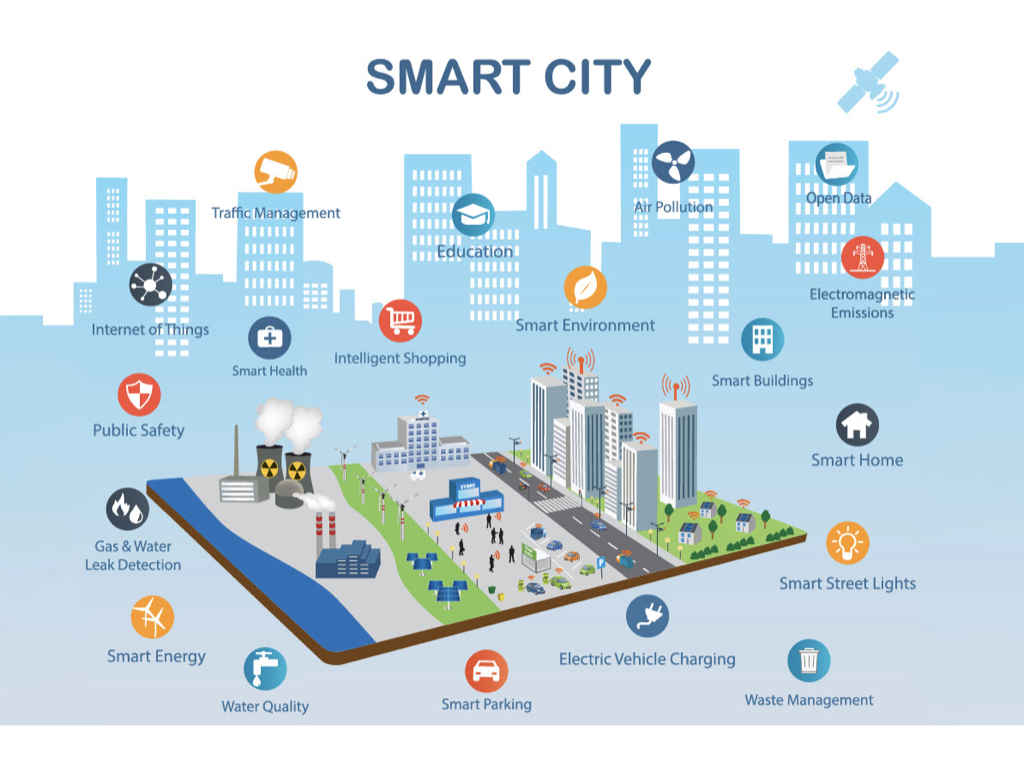 SMART CITY
Traffic Management
Education
Air Pollution
Open Data
Internet of Things
Smart Health
Intelligent Shopping
Smart Environment
Electromagnetic
Emissions
Smart Buildings
Public Safety
Smart Home
Gas & Water
Leak Detection
STORE
P
Smart Street Lights
Smart Energy
Water Quality
Smart Parking
Electric Vehicle Charging
Waste Management